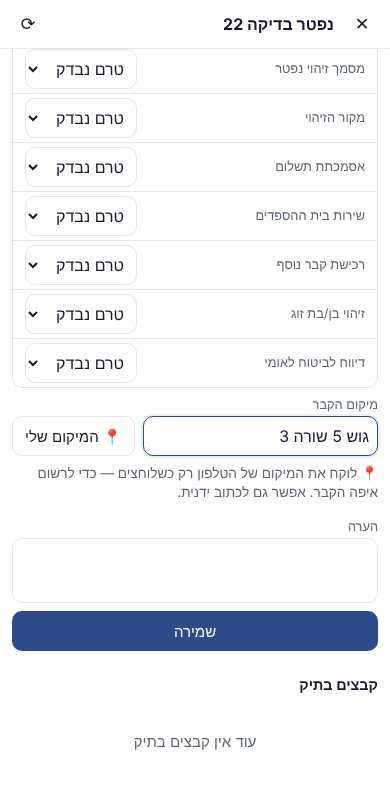 ✕ נפטר בדיקה 22 ⟳
מסמך זיהוי נפטר טרם נבדק
מקור הזיהוי טרם נבדק
אסמכתת תשלום טרם נבדק
שירות בית ההספדים טרם נבדק
רכישת קבר נוסף טרם נבדק
זיהוי בן/בת זוג טרם נבדק
דיווח לביטוח לאומי טרם נבדק
מיקום הקבר
גוש 5 שורה 3 📍 המיקום שלי
📍 לוקח את המיקום של הטלפון רק כשלוחצים — כדי לרשום
איפה הקבר. אפשר גם לכתוב ידנית.
הערה
שמירה
קבצים בתיק
עוד אין קבצים בתיק